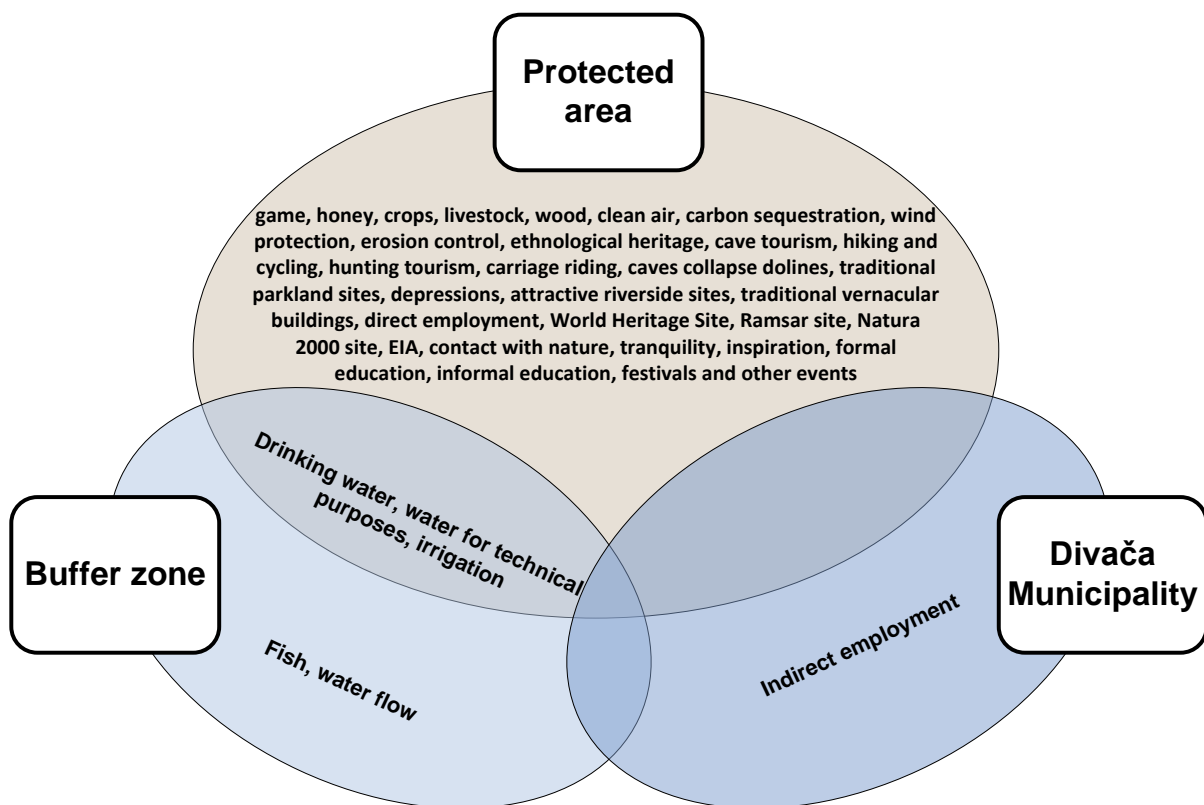 Protected
area
game, honey, crops, livestock, wood, clean air, carbon sequestration, wind
protection, erosion control, ethnological heritage, cave tourism, hiking and
cycling, hunting tourism, carriage riding, caves collapse dolines, traditional
parkland sites, depressions, attractive riverside sites, traditional vernacular
buildings, direct employment, World Heritage Site, Ramsar site, Natura
2000 site, EIA, contact with nature, tranquility, inspiration, formal
education, informal education, festivals and other events
Drinking water, water for technical
purposes, irrigation
Buffer zone
Divača
Municipality
Fish, water flow
Indirect employment